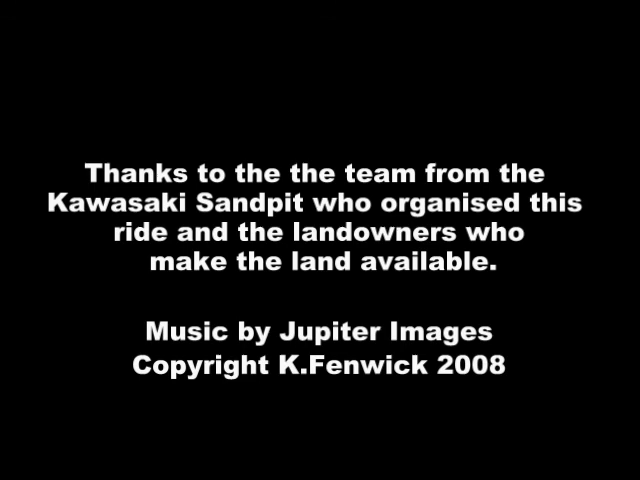 Thanks to the the team from the
Kawasaki Sandpit who organised this
ride and the landowners who
make the land available.
Music by Jupiter Images
Copyright K.Fenwick 2008